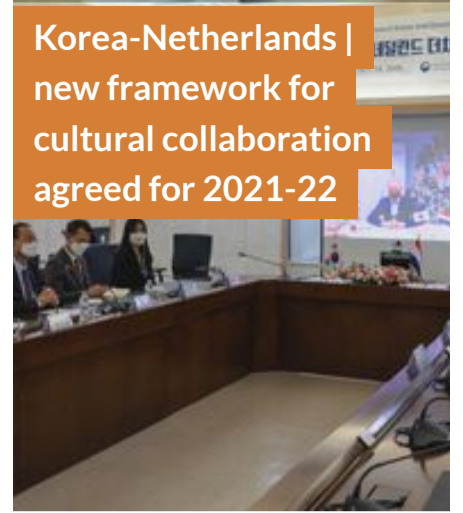 Korea-Netherlands |
new framework for
cultural collaboration
agreed for 2021-22